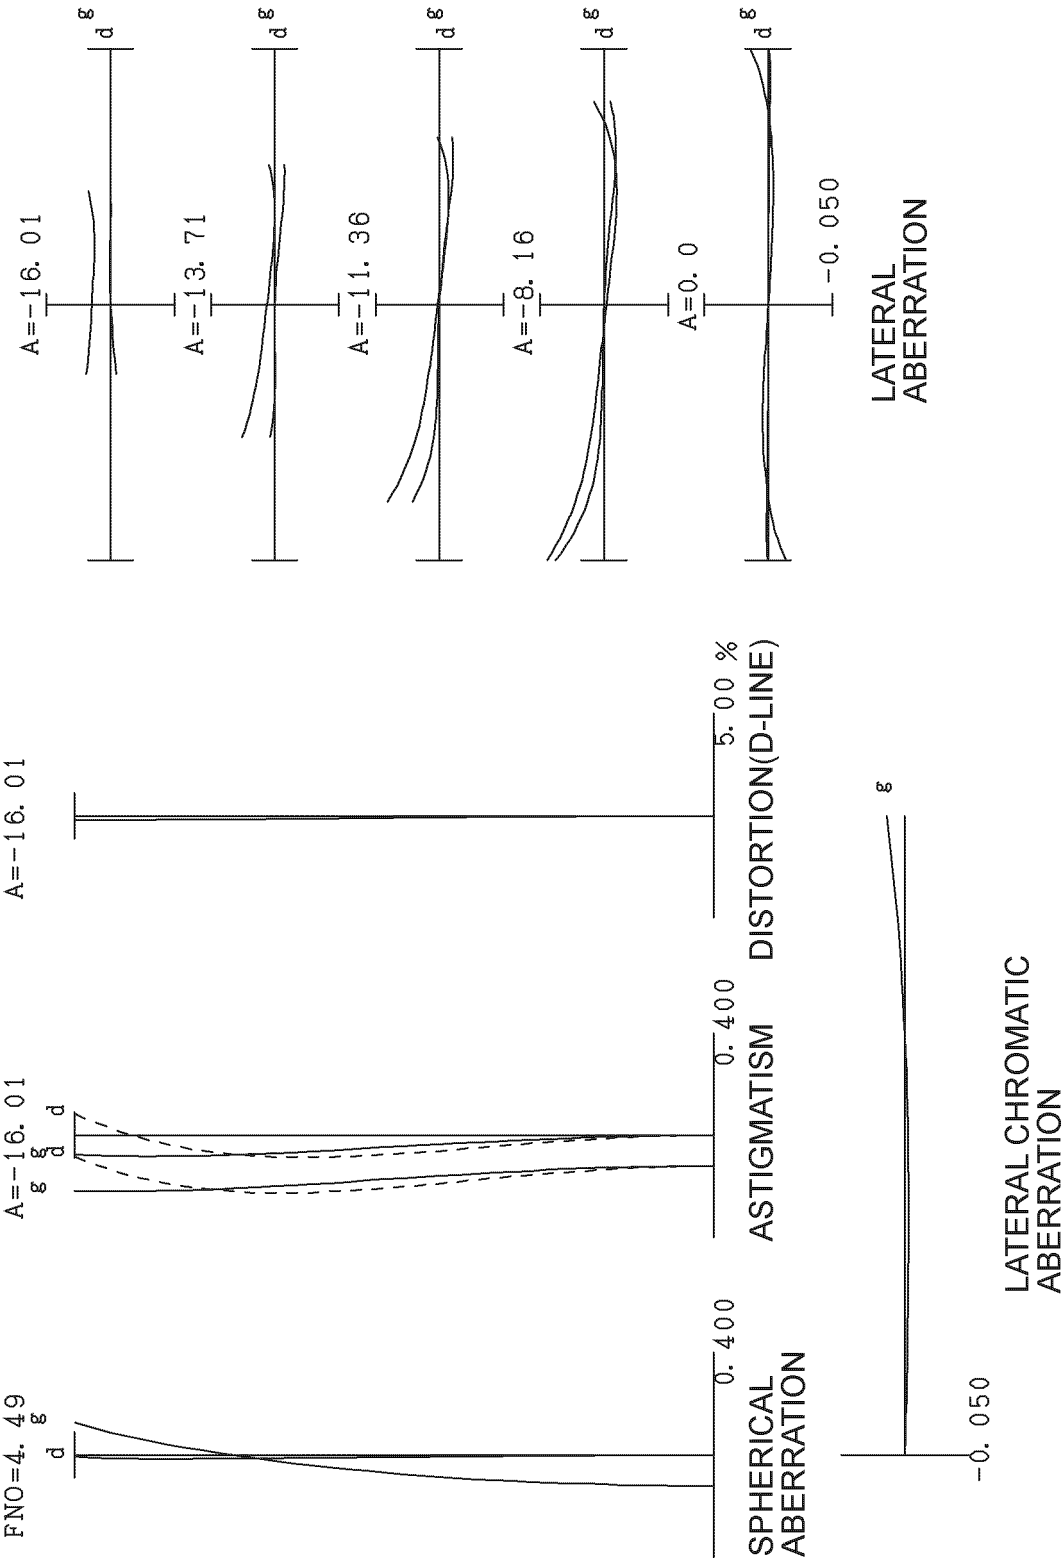 FNO=4. 49
d
g
0. 400
SPHERICAL
ABERRATION
A=-16. 01
g
g
d
d
0. 400
ASTIGMATISM
A=-16. 01
5. 00 %
DISTORTION(D-LINE)
-0. 050
g
LATERAL CHROMATIC
ABERRATION
A=-16. 01
g
d
A=-13. 71
g
d
A=-11. 36
g
d
A=-8. 16
g
d
A=0. 0
g
d
-0. 050
LATERAL
ABERRATION